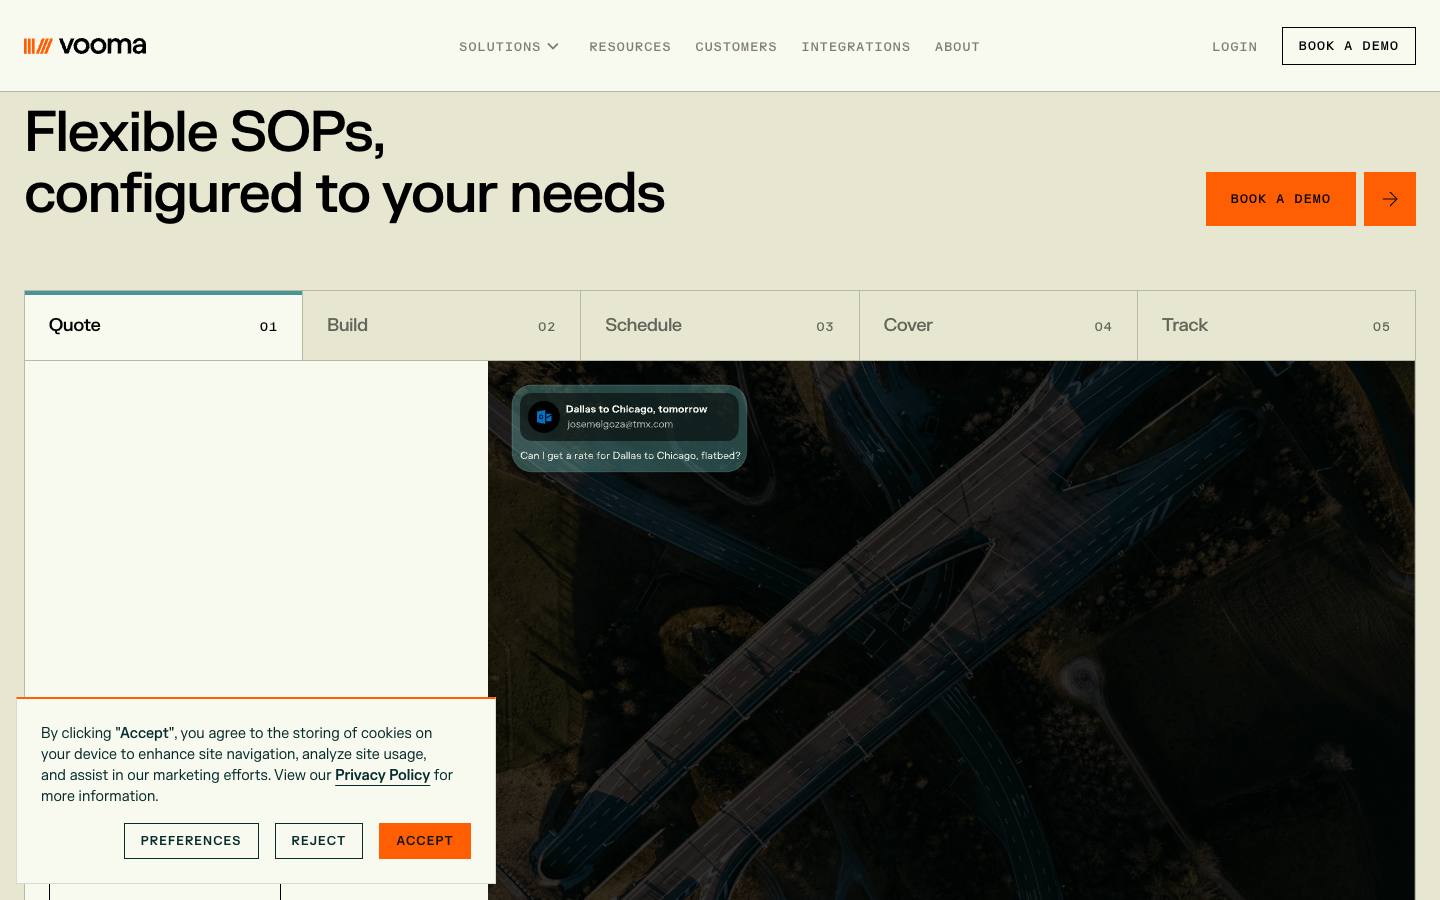 vooma
SOLUTIONS
RESOURCES
CUSTOMERS
INTEGRATIONS
ABOUT
LOGIN
BOOK A DEMO
Flexible SOPs,
configured to your needs
BOOK A DEMO
Quote 01
Build 02
Schedule 03
Cover 04
Track 05
Dallas to Chicago, tomorrow
josemelgoza@tmx.com
Can I get a rate for Dallas to Chicago, flatbed?
By clicking "Accept", you agree to the storing of cookies on
your device to enhance site navigation, analyze site usage,
and assist in our marketing efforts. View our Privacy Policy for
more information.
PREFERENCES
REJECT
ACCEPT